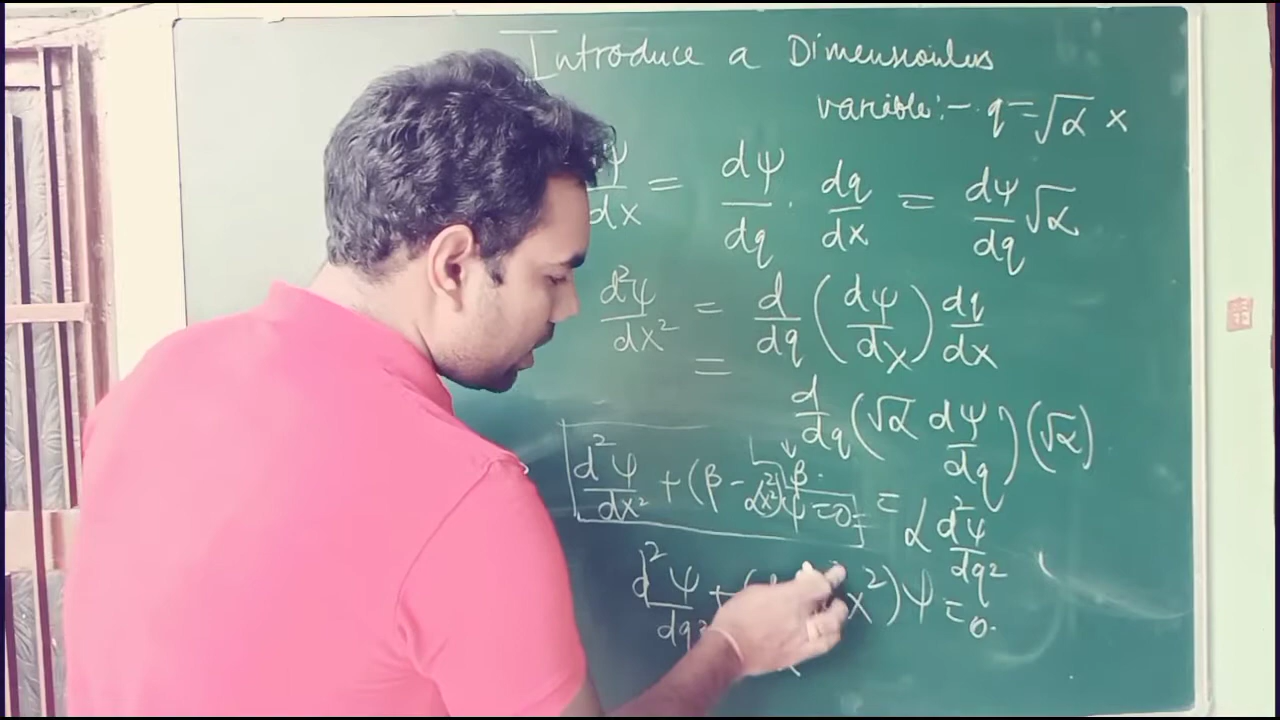 Introduce a Dimensionless
variable:- q = √α x
ψ/dx = dψ/dq · dq/dx = dψ/dq √α
d²ψ/dx² = d/dq (dψ/dx) dq/dx
= d/dq (√α dψ/dq) (√α)
d²ψ/dx² + (β - α²x²)ψ = 0
= α d²ψ/dq²
d²ψ/dq² + ( x²)ψ = 0.